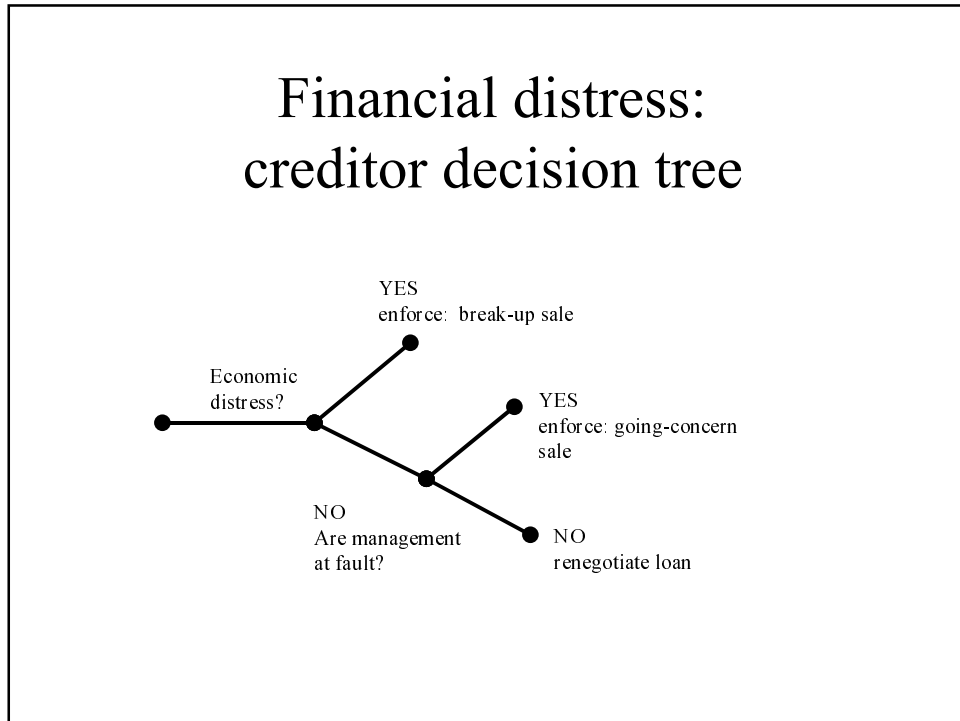 Financial distress:
creditor decision tree
YES
enforce: break-up sale
Economic
distress?
YES
enforce: going-concern
sale
NO
Are management
at fault?
NO
renegotiate loan